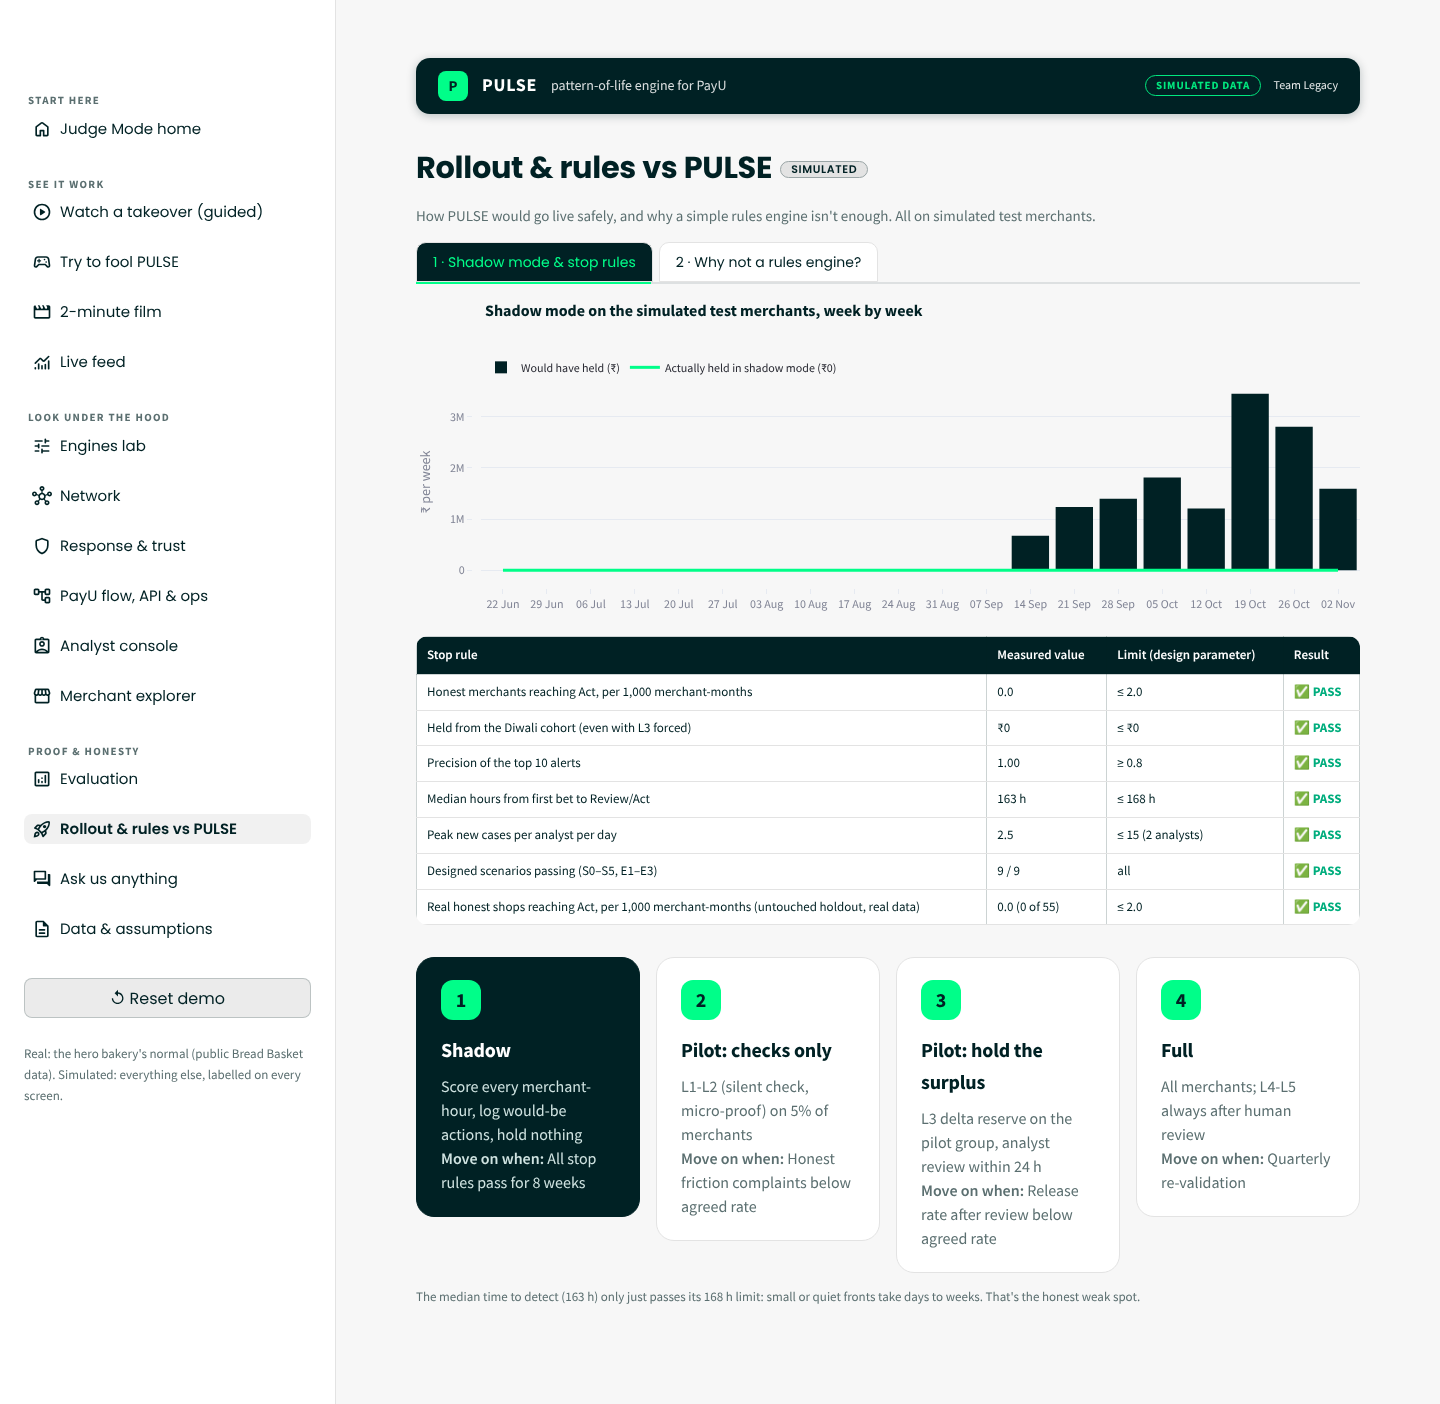 START HERE
Judge Mode home
SEE IT WORK
Watch a takeover (guided)
Try to fool PULSE
2-minute film
Live feed
LOOK UNDER THE HOOD
Engines lab
Network
Response & trust
PayU flow, API & ops
Analyst console
Merchant explorer
PROOF & HONESTY
Evaluation
Rollout & rules vs PULSE
Ask us anything
Data & assumptions
Reset demo
Real: the hero bakery's normal (public Bread Basket
data). Simulated: everything else, labelled on every
screen.
P PULSE pattern-of-life engine for PayU SIMULATED DATA Team Legacy
Rollout & rules vs PULSE SIMULATED
How PULSE would go live safely, and why a simple rules engine isn't enough. All on simulated test merchants.
1 · Shadow mode & stop rules 2 · Why not a rules engine?
Shadow mode on the simulated test merchants, week by week
Would have held (₹) Actually held in shadow mode (₹0)
₹ per week
3M
2M
1M
0
22 Jun 29 Jun 06 Jul 13 Jul 20 Jul 27 Jul 03 Aug 10 Aug 17 Aug 24 Aug 31 Aug 07 Sep 14 Sep 21 Sep 28 Sep 05 Oct 12 Oct 19 Oct 26 Oct 02 Nov
Stop rule Measured value Limit (design parameter) Result
Honest merchants reaching Act, per 1,000 merchant-months 0.0 ≤ 2.0 ✅ PASS
Held from the Diwali cohort (even with L3 forced) ₹0 ≤ ₹0 ✅ PASS
Precision of the top 10 alerts 1.00 ≥ 0.8 ✅ PASS
Median hours from first bet to Review/Act 163 h ≤ 168 h ✅ PASS
Peak new cases per analyst per day 2.5 ≤ 15 (2 analysts) ✅ PASS
Designed scenarios passing (S0–S5, E1–E3) 9 / 9 all ✅ PASS
Real honest shops reaching Act, per 1,000 merchant-months (untouched holdout, real data) 0.0 (0 of 55) ≤ 2.0 ✅ PASS
1
Shadow
Score every merchant-
hour, log would-be
actions, hold nothing
Move on when: All stop
rules pass for 8 weeks
2
Pilot: checks only
L1-L2 (silent check,
micro-proof) on 5% of
merchants
Move on when: Honest
friction complaints below
agreed rate
3
Pilot: hold the
surplus
L3 delta reserve on the
pilot group, analyst
review within 24 h
Move on when: Release
rate after review below
agreed rate
4
Full
All merchants; L4-L5
always after human
review
Move on when: Quarterly
re-validation
The median time to detect (163 h) only just passes its 168 h limit: small or quiet fronts take days to weeks. That's the honest weak spot.